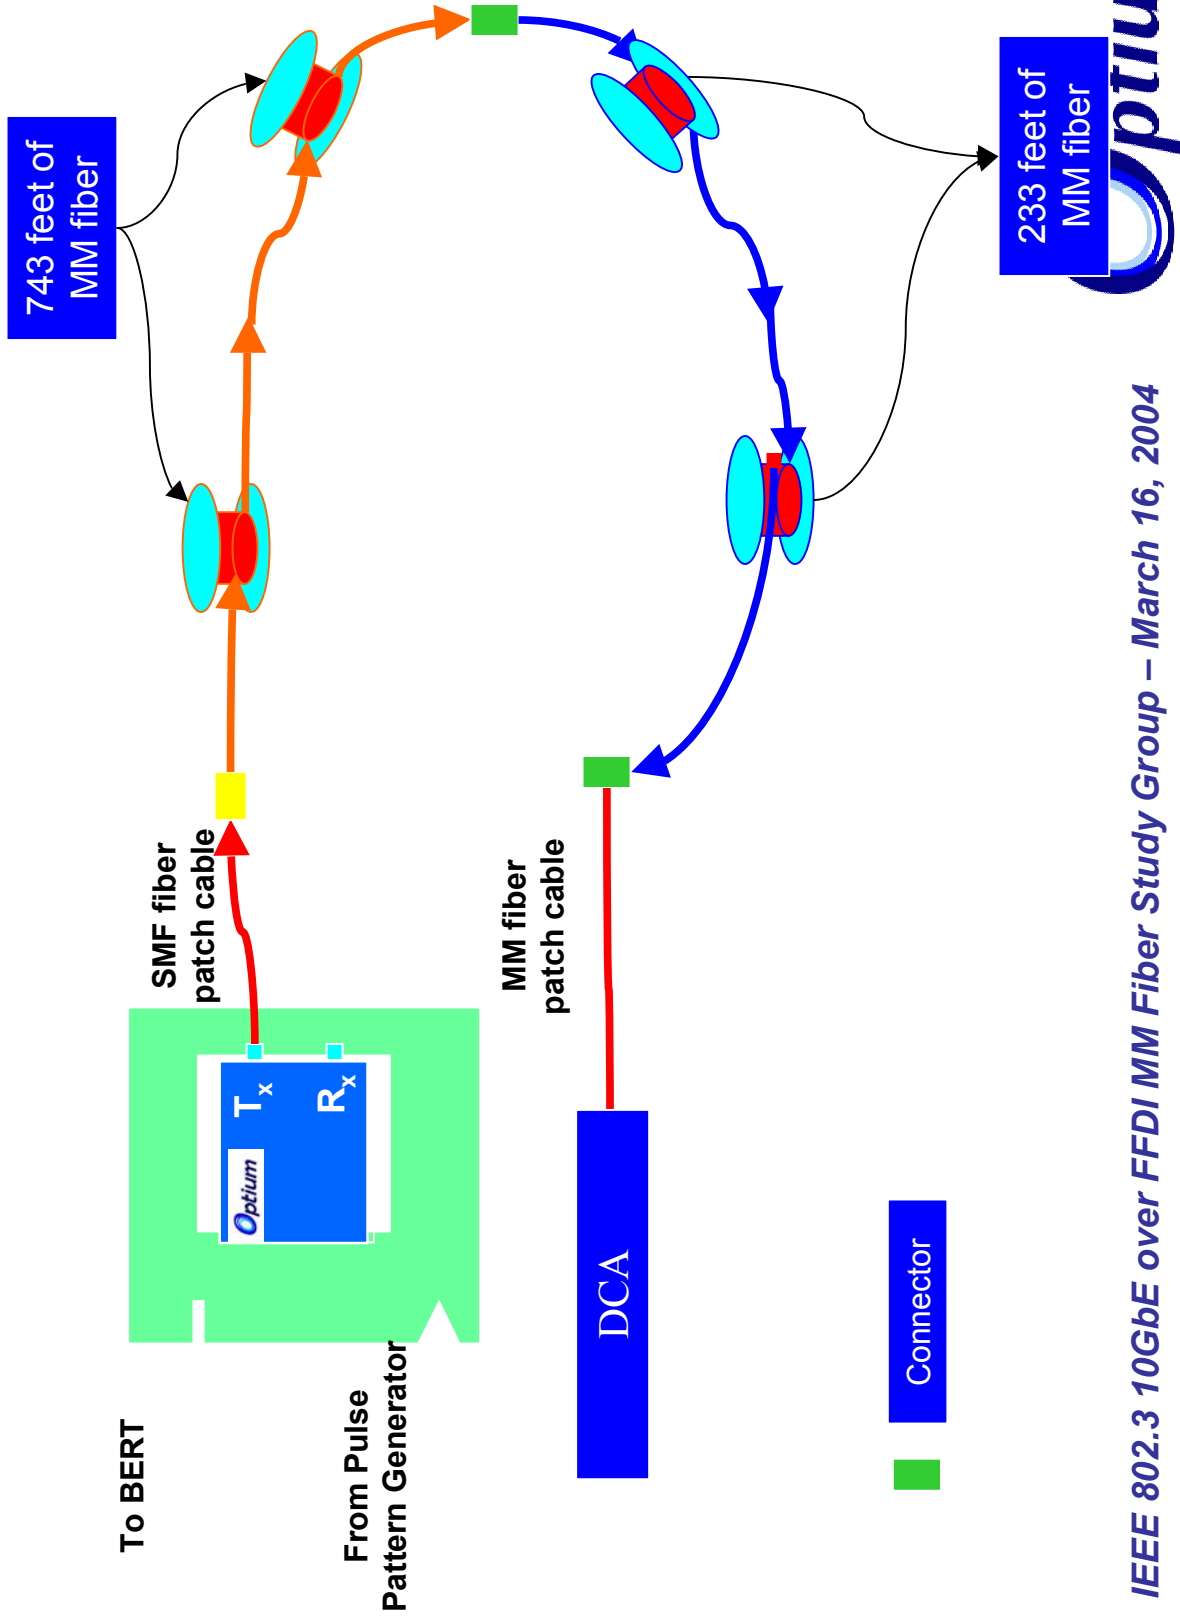 To BERT
From Pulse
Pattern Generator
Optium
Tx
Rx
SMF fiber
patch cable
743 feet of
MM fiber
DCA
MM fiber
patch cable
Connector
233 feet of
MM fiber
IEEE 802.3 10GbE over FFDI MM Fiber Study Group – March 16, 2004
Optiu